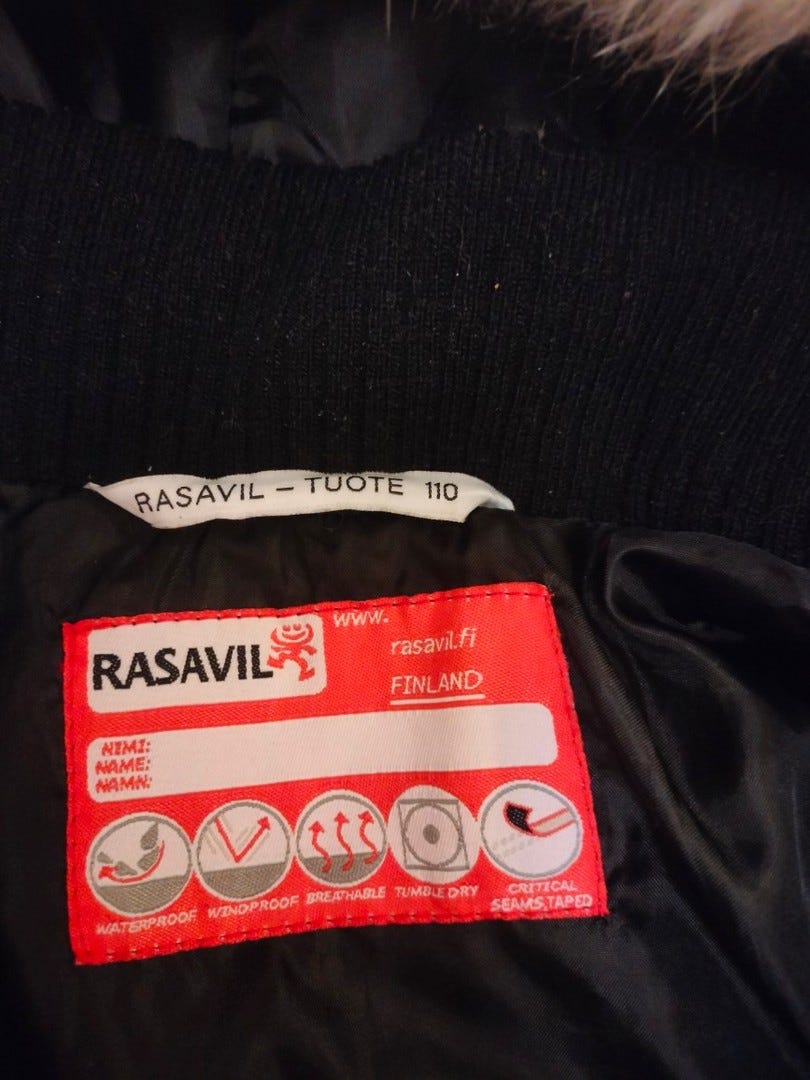 RASAVIL – TUOTE 110
RASAVIL
www.
rasavil.fi
FINLAND
NIMI:
NAME:
NAMN:
WATERPROOF WINDPROOF BREATHABLE TUMBLE DRY CRITICAL
SEAMS,TAPED